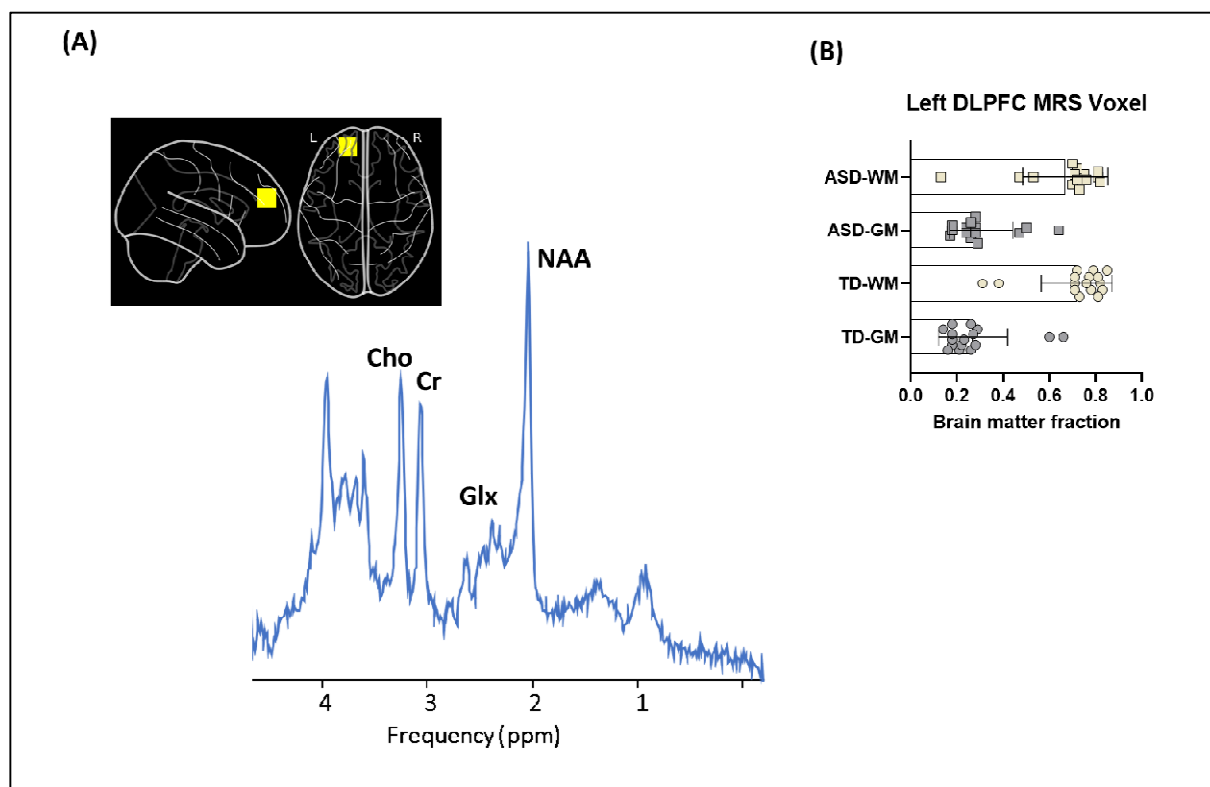 (A)
L R
NAA
Cho
Cr
Glx
4 3 2 1
Frequency (ppm)
(B)
Left DLPFC MRS Voxel
ASD-WM
ASD-GM
TD-WM
TD-GM
0.0 0.2 0.4 0.6 0.8 1.0
Brain matter fraction